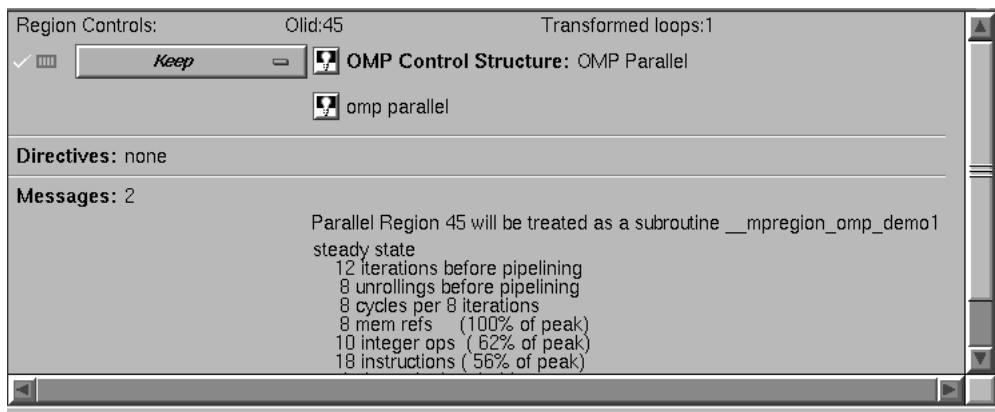 Region Controls: Olid:45 Transformed loops:1
Keep OMP Control Structure: OMP Parallel
omp parallel
Directives: none
Messages: 2
Parallel Region 45 will be treated as a subroutine __mpregion_omp_demo1
steady state
12 iterations before pipelining
8 unrollings before pipelining
8 cycles per 8 iterations
8 mem refs (100% of peak)
10 integer ops ( 62% of peak)
18 instructions ( 56% of peak)